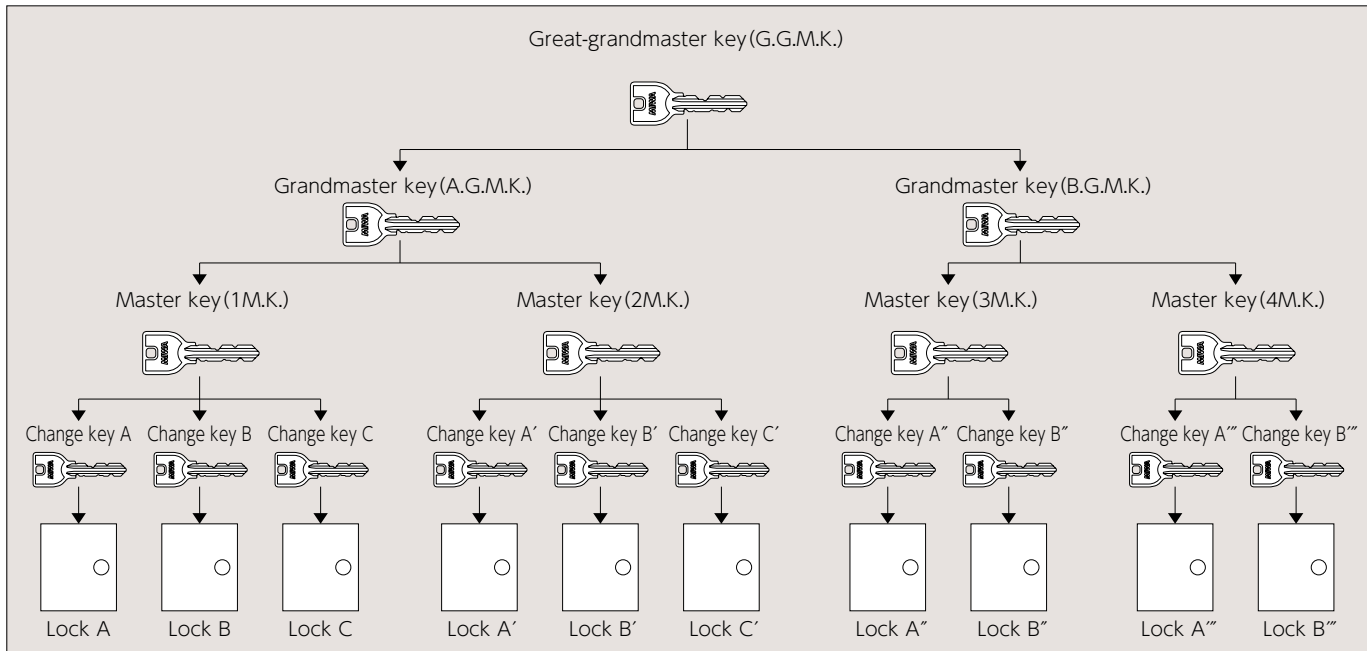 Great-grandmaster key (G.G.M.K.)
Grandmaster key (A.G.M.K.)
Grandmaster key (B.G.M.K.)
Master key (1M.K.)
Master key (2M.K.)
Master key (3M.K.)
Master key (4M.K.)
Change key A
Change key B
Change key C
Change key A′
Change key B′
Change key C′
Change key A″
Change key B″
Change key A‴
Change key B‴
Lock A
Lock B
Lock C
Lock A′
Lock B′
Lock C′
Lock A″
Lock B″
Lock A‴
Lock B‴